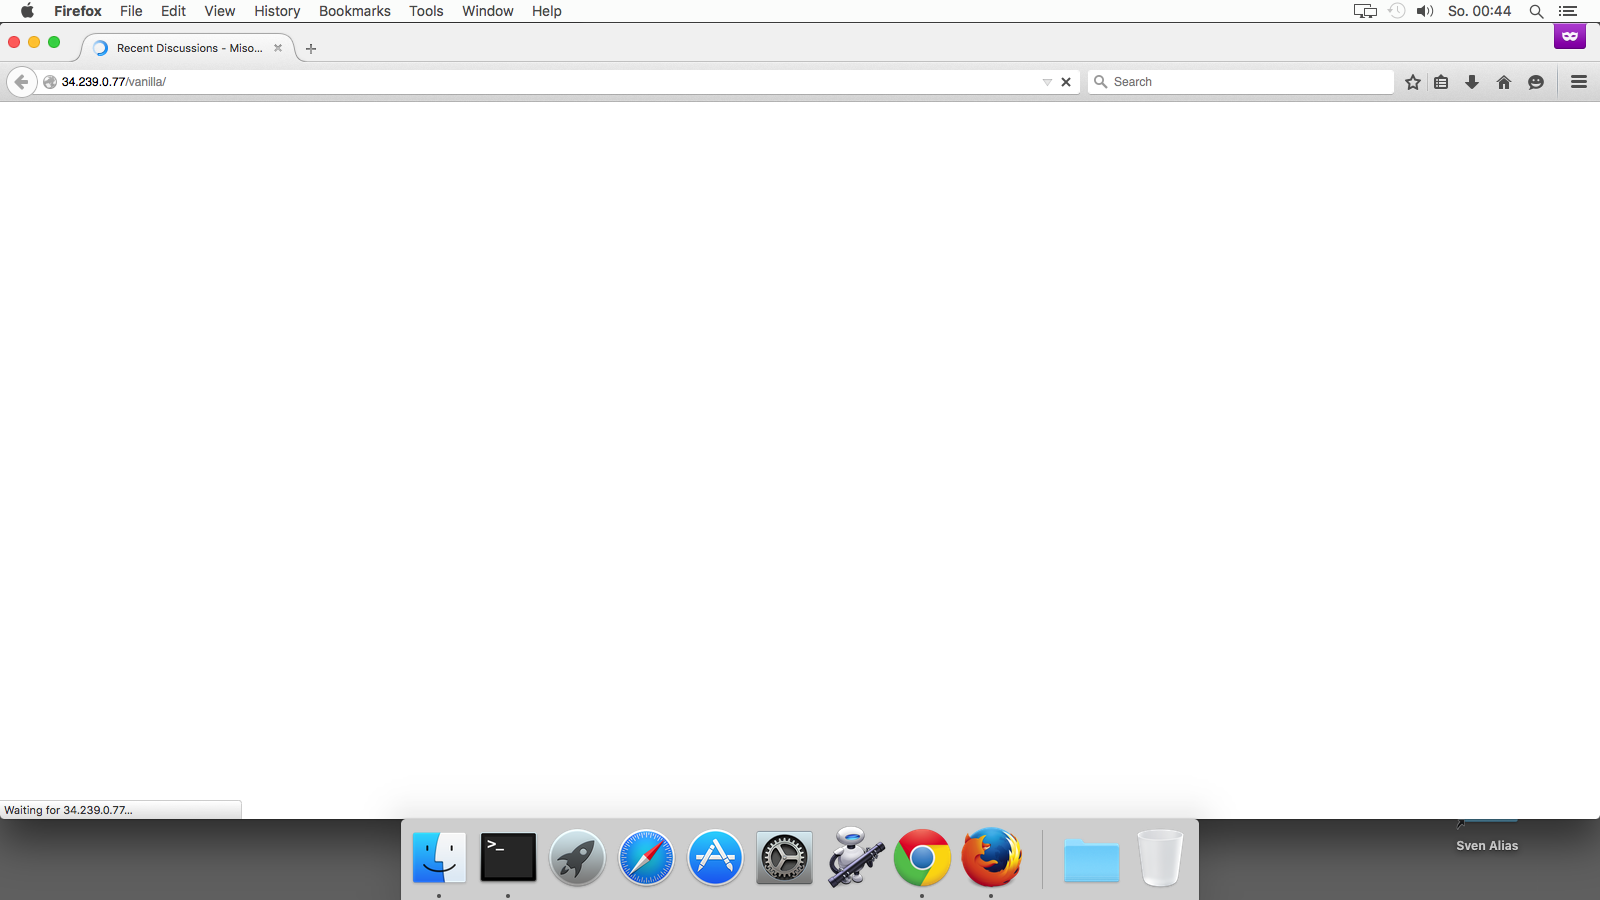 Firefox File Edit View History Bookmarks Tools Window Help So. 00:44
Recent Discussions - Miso...
34.239.0.77/vanilla/
Search
Waiting for 34.239.0.77...
>_
Sven Alias